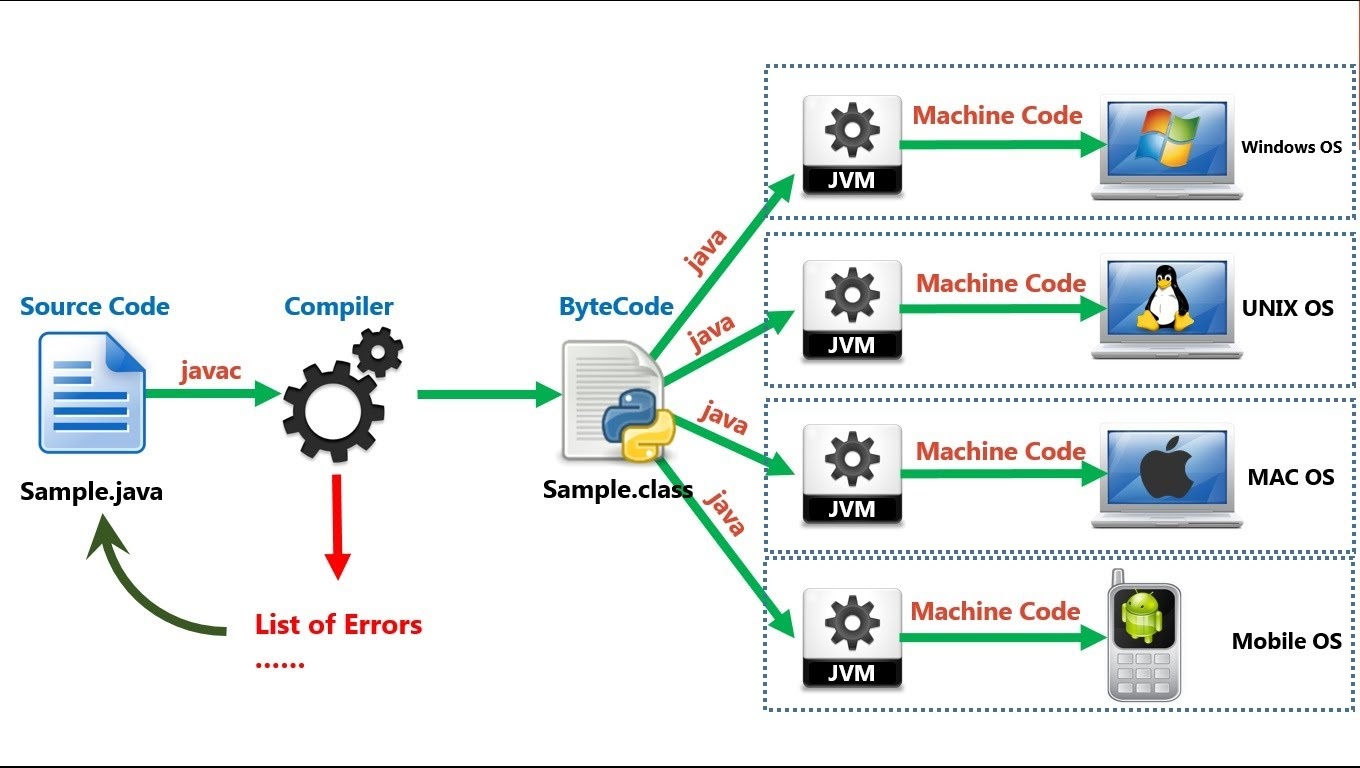 Source Code
javac
Sample.java
Compiler
List of Errors
......
ByteCode
Sample.class
java
java
java
java
JVM
Machine Code
Windows OS
JVM
Machine Code
UNIX OS
JVM
Machine Code
MAC OS
JVM
Machine Code
Mobile OS